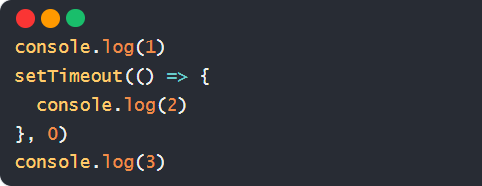 console.log(1)
setTimeout(() => {
  console.log(2)
}, 0)
console.log(3)